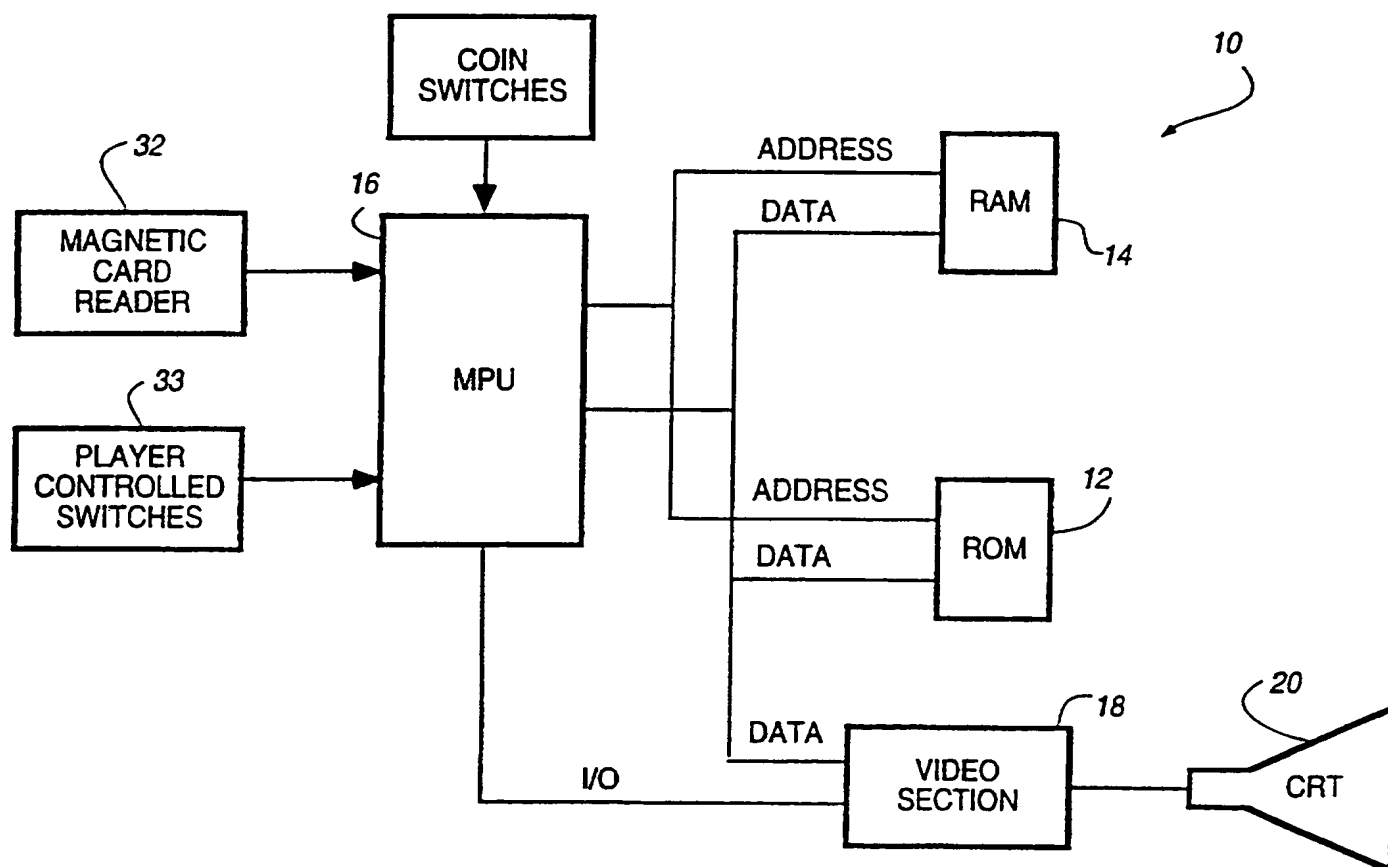 COIN
SWITCHES
10
32
16
ADDRESS
RAM
DATA
14
MAGNETIC
CARD
READER
MPU
33
PLAYER
CONTROLLED
SWITCHES
ADDRESS
12
ROM
DATA
20
18
DATA
VIDEO
SECTION
I/O
CRT